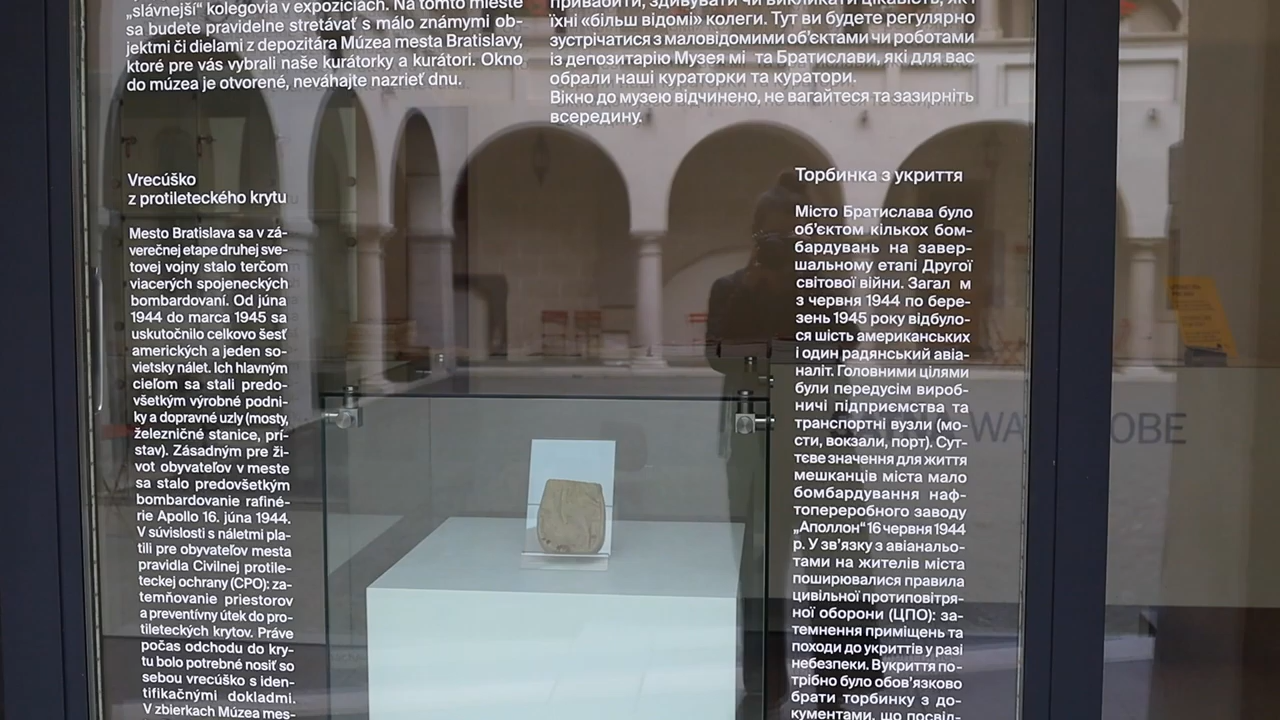 „slávnejší“ kolegovia v expozíciách. Na tomto mieste
sa budete pravidelne stretávať s málo známymi ob-
jektmi či dielami z depozitára Múzea mesta Bratislavy,
ktoré pre vás vybrali naše kurátorky a kurátori. Okno
do múzea je otvorené, neváhajte nazrieť dnu.
привабити, здивувати чи викликати цікавість, як і
їхні «більш відомі» колеги. Тут ви будете регулярно
зустрічатися з маловідомими об’єктами чи роботами
із депозитарію Музея мі та Братислави, які для вас
обрали наші кураторки та куратори.
Вікно до музею відчинено, не вагайтеся та зазирніть
всередину.
Vrecúško
z protileteckého krytu
Mesto Bratislava sa v zá-
verečnej etape druhej sve-
tovej vojny stalo terčom
viacerých spojeneckých
bombardovaní. Od júna
1944 do marca 1945 sa
uskutočnilo celkovo šesť
amerických a jeden so-
vietsky nálet. Ich hlavným
cieľom sa stali predo-
všetkým výrobné podni-
ky a dopravné uzly (mosty,
železničné stanice, prí-
stav). Zásadným pre ži-
vot obyvateľov v meste
sa stalo predovšetkým
bombardovanie rafiné-
rie Apollo 16. júna 1944.
V súvislosti s náletmi pla-
tili pre obyvateľov mesta
pravidla Civilnej protile-
teckej ochrany (CPO): za-
temňovanie priestorov
a preventívny útek do pro-
tileteckých krytov. Práve
počas odchodu do kry-
tu bolo potrebné nosiť so
sebou vrecúško s iden-
tifikačnými dokladmi.
V zbierkach Múzea mes-
Торбинка з укриття
Місто Братислава було
об’єктом кількох бом-
бардувань на завер-
шальному етапі Другої
світової війни. Загал м
з червня 1944 по бере-
зень 1945 року відбуло-
ся шість американських
і один радянський авіа-
наліт. Головними цілями
були передусім вироб-
ничі підприємства та
транспортні вузли (мо-
сти, вокзали, порт). Сут-
тєве значення для життя
мешканців міста мало
бомбардування наф-
топереробного заводу
„Аполлон“ 16 червня 1944
р. У зв’язку з авіанальо-
тами на жителів міста
поширювалися правила
цивільної протиповітря-
ної оборони (ЦПО): за-
темнення приміщень та
походи до укриттів у разі
небезпеки. Вукриття по-
трібно було обов’язково
брати торбинку з до-
кументами, що посвід-